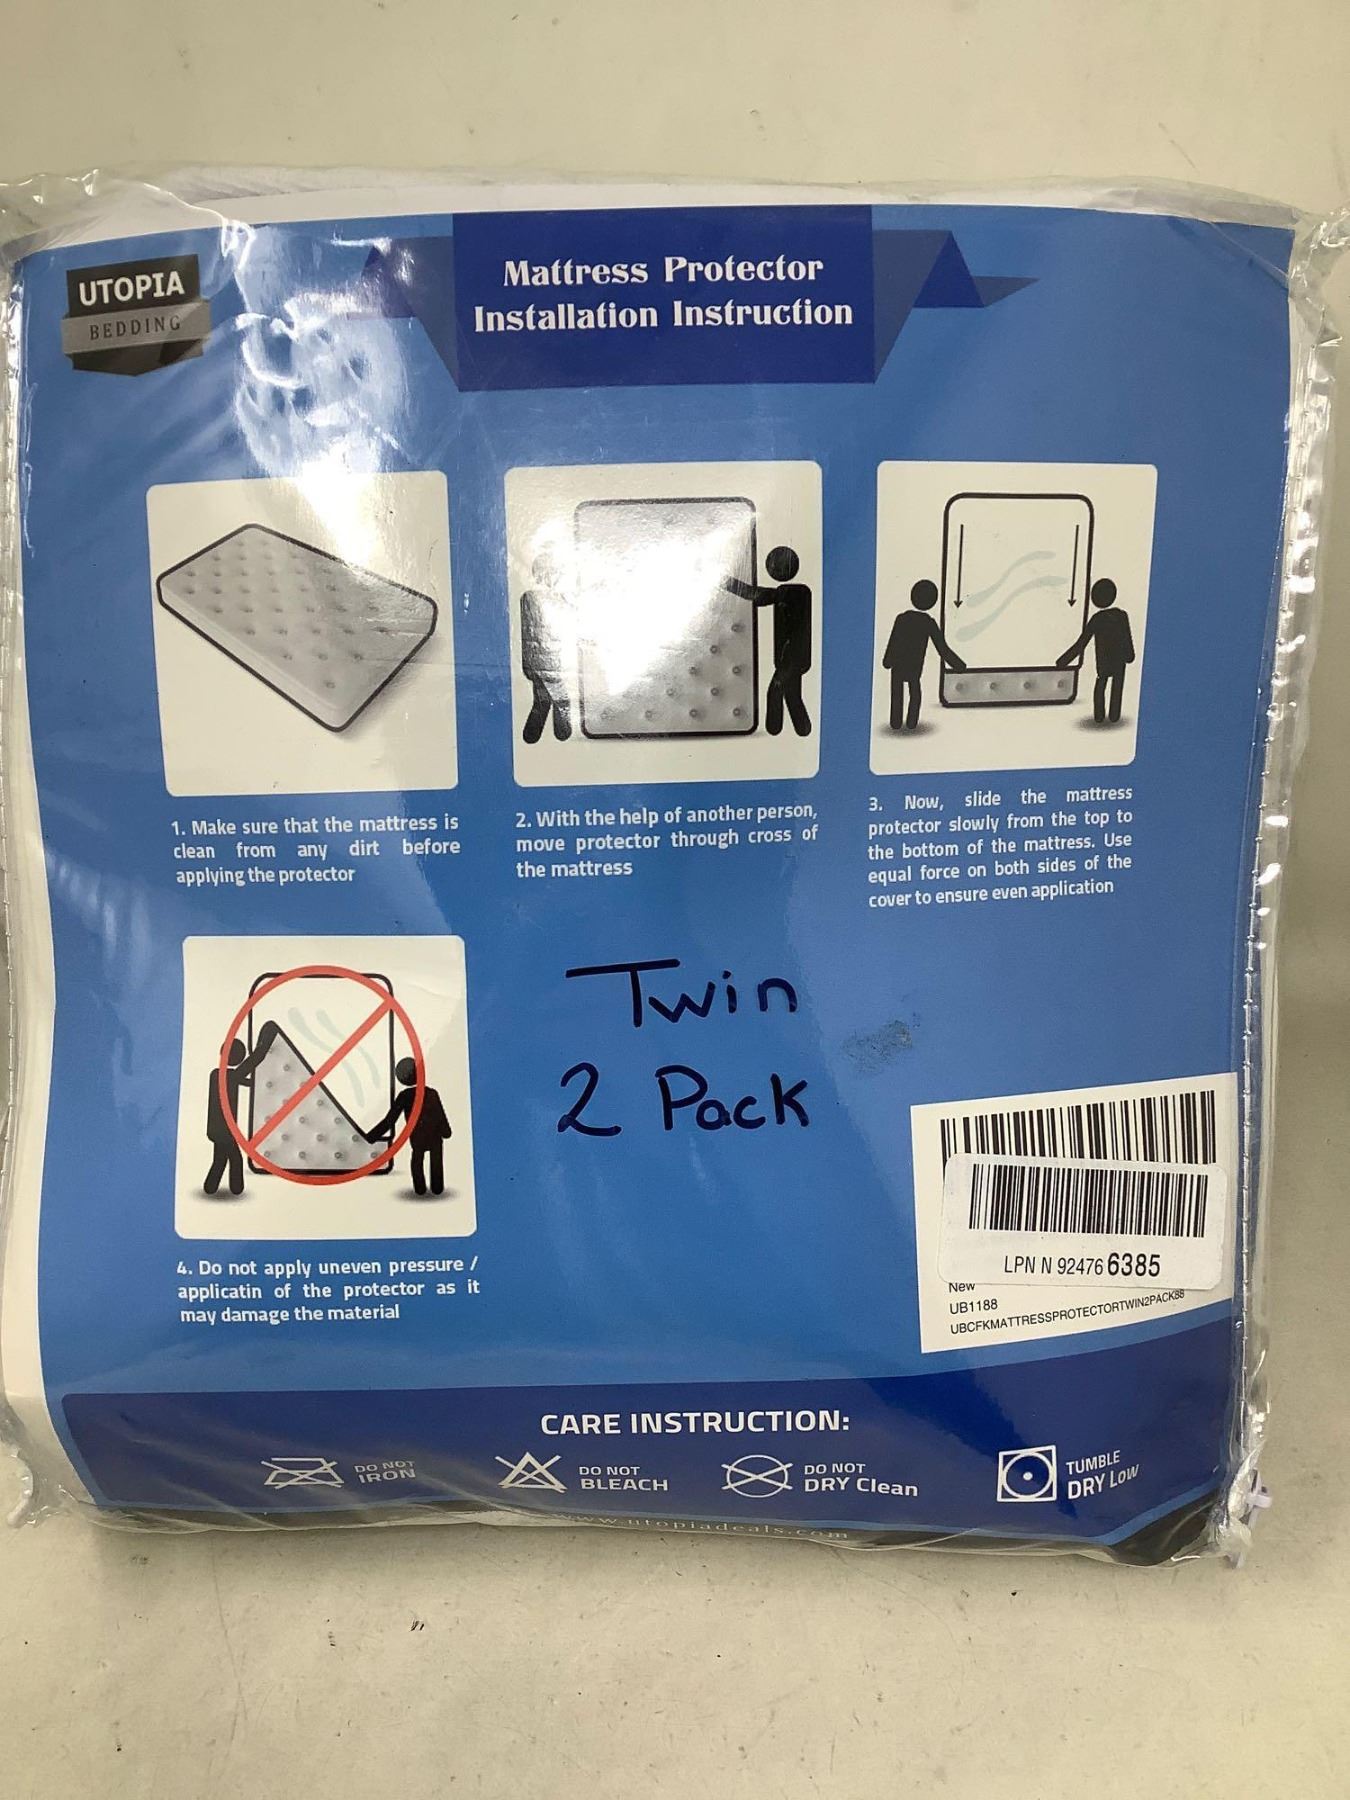 UTOPIA
BEDDING
Mattress Protector
Installation Instruction
1. Make sure that the mattress is
clean from any dirt before
applying the protector
2. With the help of another person,
move protector through cross of
the mattress
3. Now, slide the mattress
protector slowly from the top to
the bottom of the mattress. Use
equal force on both sides of the
cover to ensure even application
Twin
2 Pack
4. Do not apply uneven pressure /
applicatin of the protector as it
may damage the material
LPN N 92476 6385
New
UB1188
UBCFKMATTRESSPROTECTORTWIN2PACK88
CARE INSTRUCTION:
DO NOT
IRON
DO NOT
BLEACH
DO NOT
DRY Clean
TUMBLE
DRY Low
www.utopiadeals.com